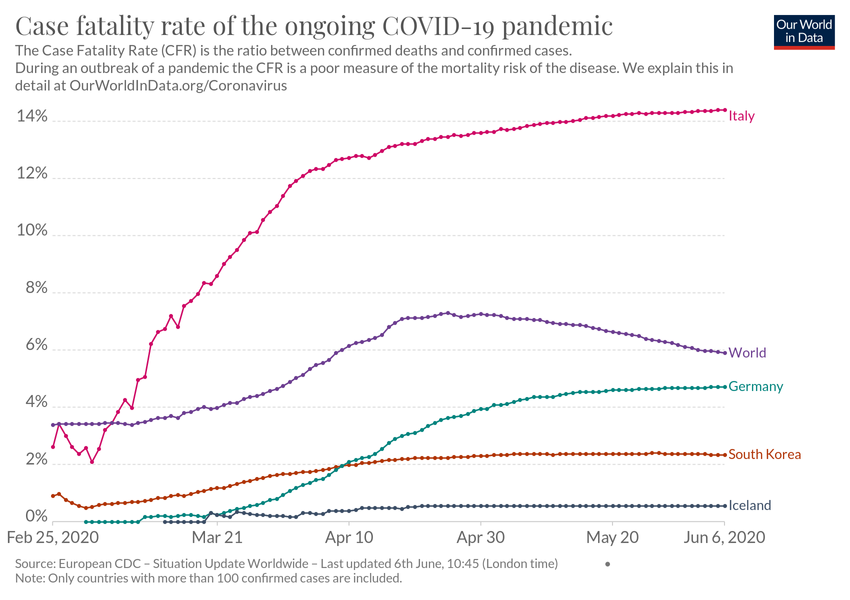 Case fatality rate of the ongoing COVID-19 pandemic
Our World
in Data
The Case Fatality Rate (CFR) is the ratio between confirmed deaths and confirmed cases.
During an outbreak of a pandemic the CFR is a poor measure of the mortality risk of the disease. We explain this in
detail at OurWorldInData.org/Coronavirus
14%
12%
10%
8%
6%
4%
2%
0%
Italy
World
Germany
South Korea
Iceland
Feb 25, 2020
Mar 21
Apr 10
Apr 30
May 20
Jun 6, 2020
Source: European CDC – Situation Update Worldwide – Last updated 6th June, 10:45 (London time)
Note: Only countries with more than 100 confirmed cases are included.